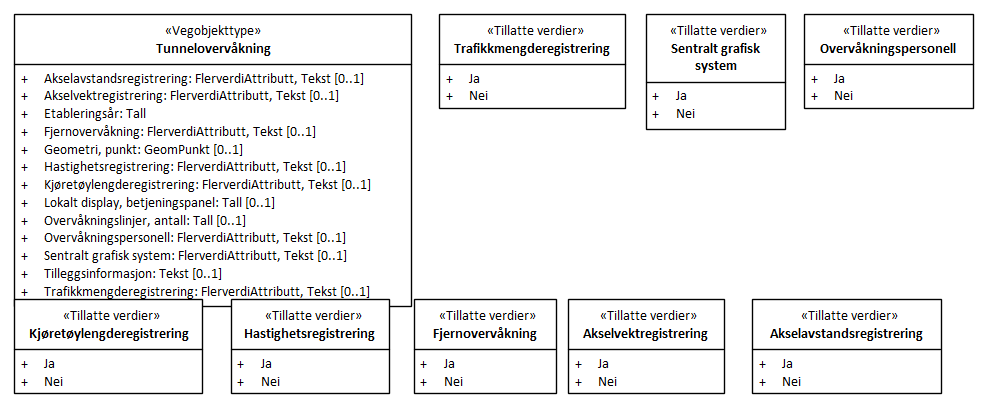 «Vegobjekttype»
Tunnelovervåkning
+ Akselavstandsregistrering: FlerverdiAttributt, Tekst [0..1]
+ Akselvektregistrering: FlerverdiAttributt, Tekst [0..1]
+ Etableringsår: Tall
+ Fjernovervåkning: FlerverdiAttributt, Tekst [0..1]
+ Geometri, punkt: GeomPunkt [0..1]
+ Hastighetsregistrering: FlerverdiAttributt, Tekst [0..1]
+ Kjøretøylengderegistrering: FlerverdiAttributt, Tekst [0..1]
+ Lokalt display, betjeningspanel: Tall [0..1]
+ Overvåkningslinjer, antall: Tall [0..1]
+ Overvåkningspersonell: FlerverdiAttributt, Tekst [0..1]
+ Sentralt grafisk system: FlerverdiAttributt, Tekst [0..1]
+ Tilleggsinformasjon: Tekst [0..1]
+ Trafikkmengderegistrering: FlerverdiAttributt, Tekst [0..1]
«Tillatte verdier»
Trafikkmengderegistrering
+ Ja
+ Nei
«Tillatte verdier»
Sentralt grafisk
system
+ Ja
+ Nei
«Tillatte verdier»
Overvåkningspersonell
+ Ja
+ Nei
«Tillatte verdier»
Kjøretøylengderegistrering
+ Ja
+ Nei
«Tillatte verdier»
Hastighetsregistrering
+ Ja
+ Nei
«Tillatte verdier»
Fjernovervåkning
+ Ja
+ Nei
«Tillatte verdier»
Akselvektregistrering
+ Ja
+ Nei
«Tillatte verdier»
Akselavstandsregistrering
+ Ja
+ Nei